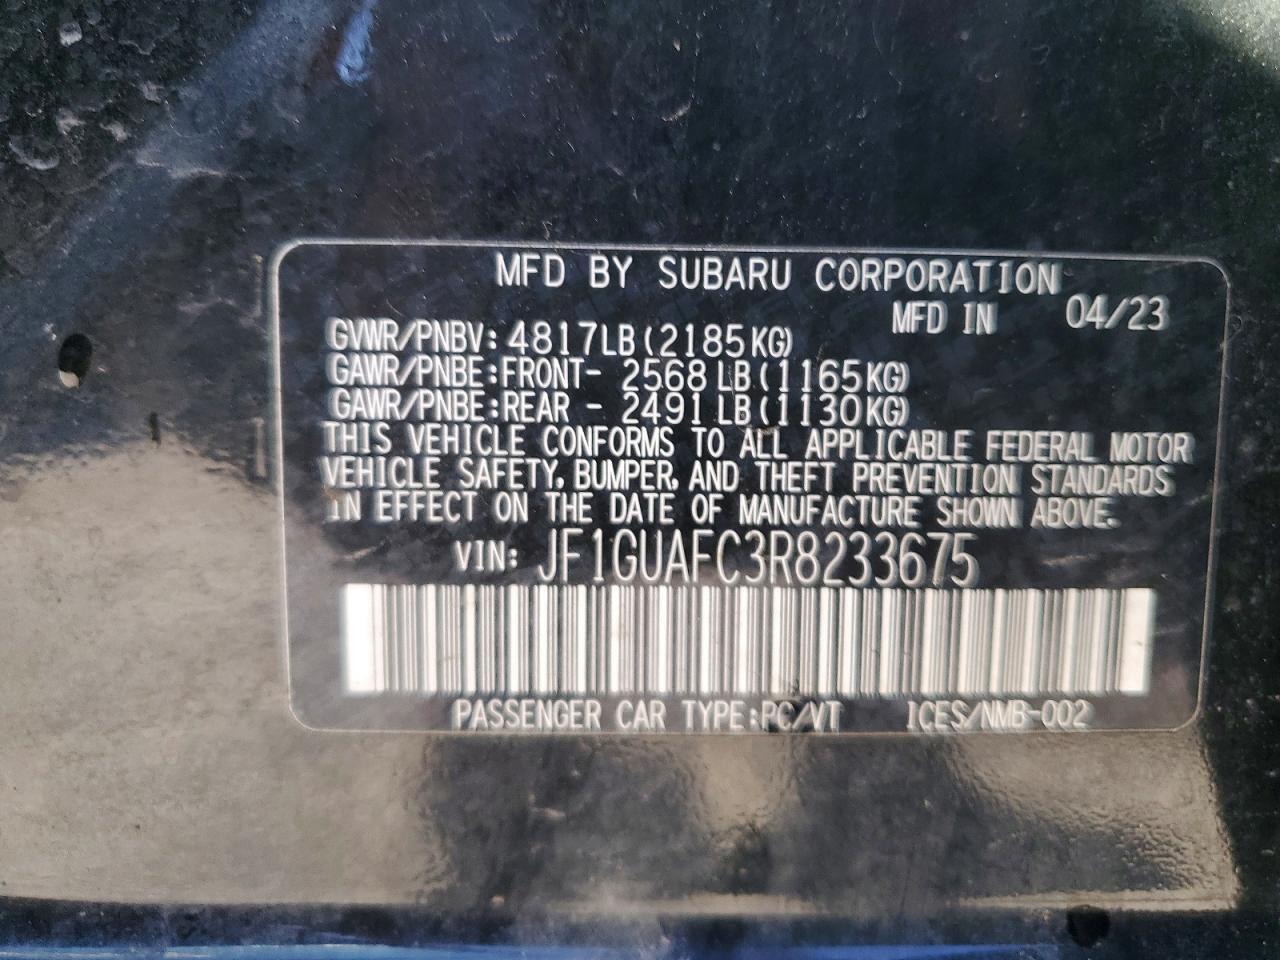 MFD BY SUBARU CORPORATION
MFD IN 04/23
GVWR/PNBV: 4817LB (2185KG)
GAWR/PNBE:FRONT- 2568 LB (1165KG)
GAWR/PNBE:REAR - 2491 LB (1130KG)
THIS VEHICLE CONFORMS TO ALL APPLICABLE FEDERAL MOTOR
VEHICLE SAFETY, BUMPER, AND THEFT PREVENTION STANDARDS
IN EFFECT ON THE DATE OF MANUFACTURE SHOWN ABOVE.
VIN: JF1GUAFC3R8233675
PASSENGER CAR TYPE:PC/VT ICES/NMB-002